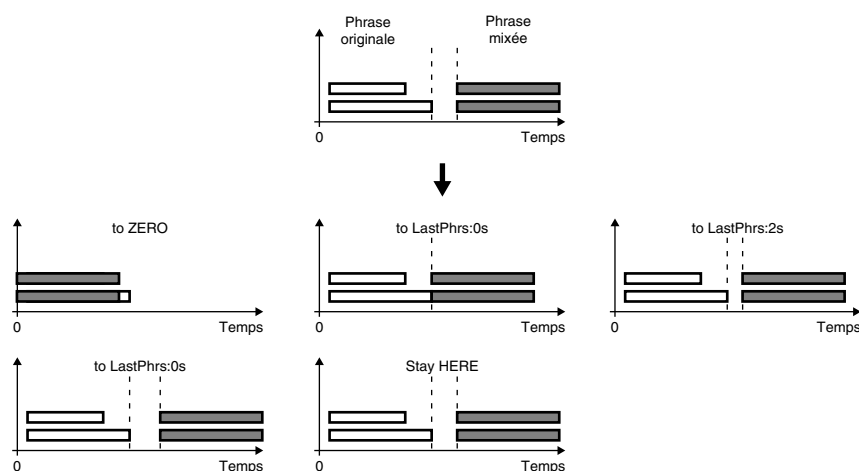 Phrase originale
Phrase mixée
0
Temps
to ZERO
0
Temps
to LastPhrs:0s
0
Temps
to LastPhrs:2s
0
Temps
to LastPhrs:0s
0
Temps
Stay HERE
0
Temps